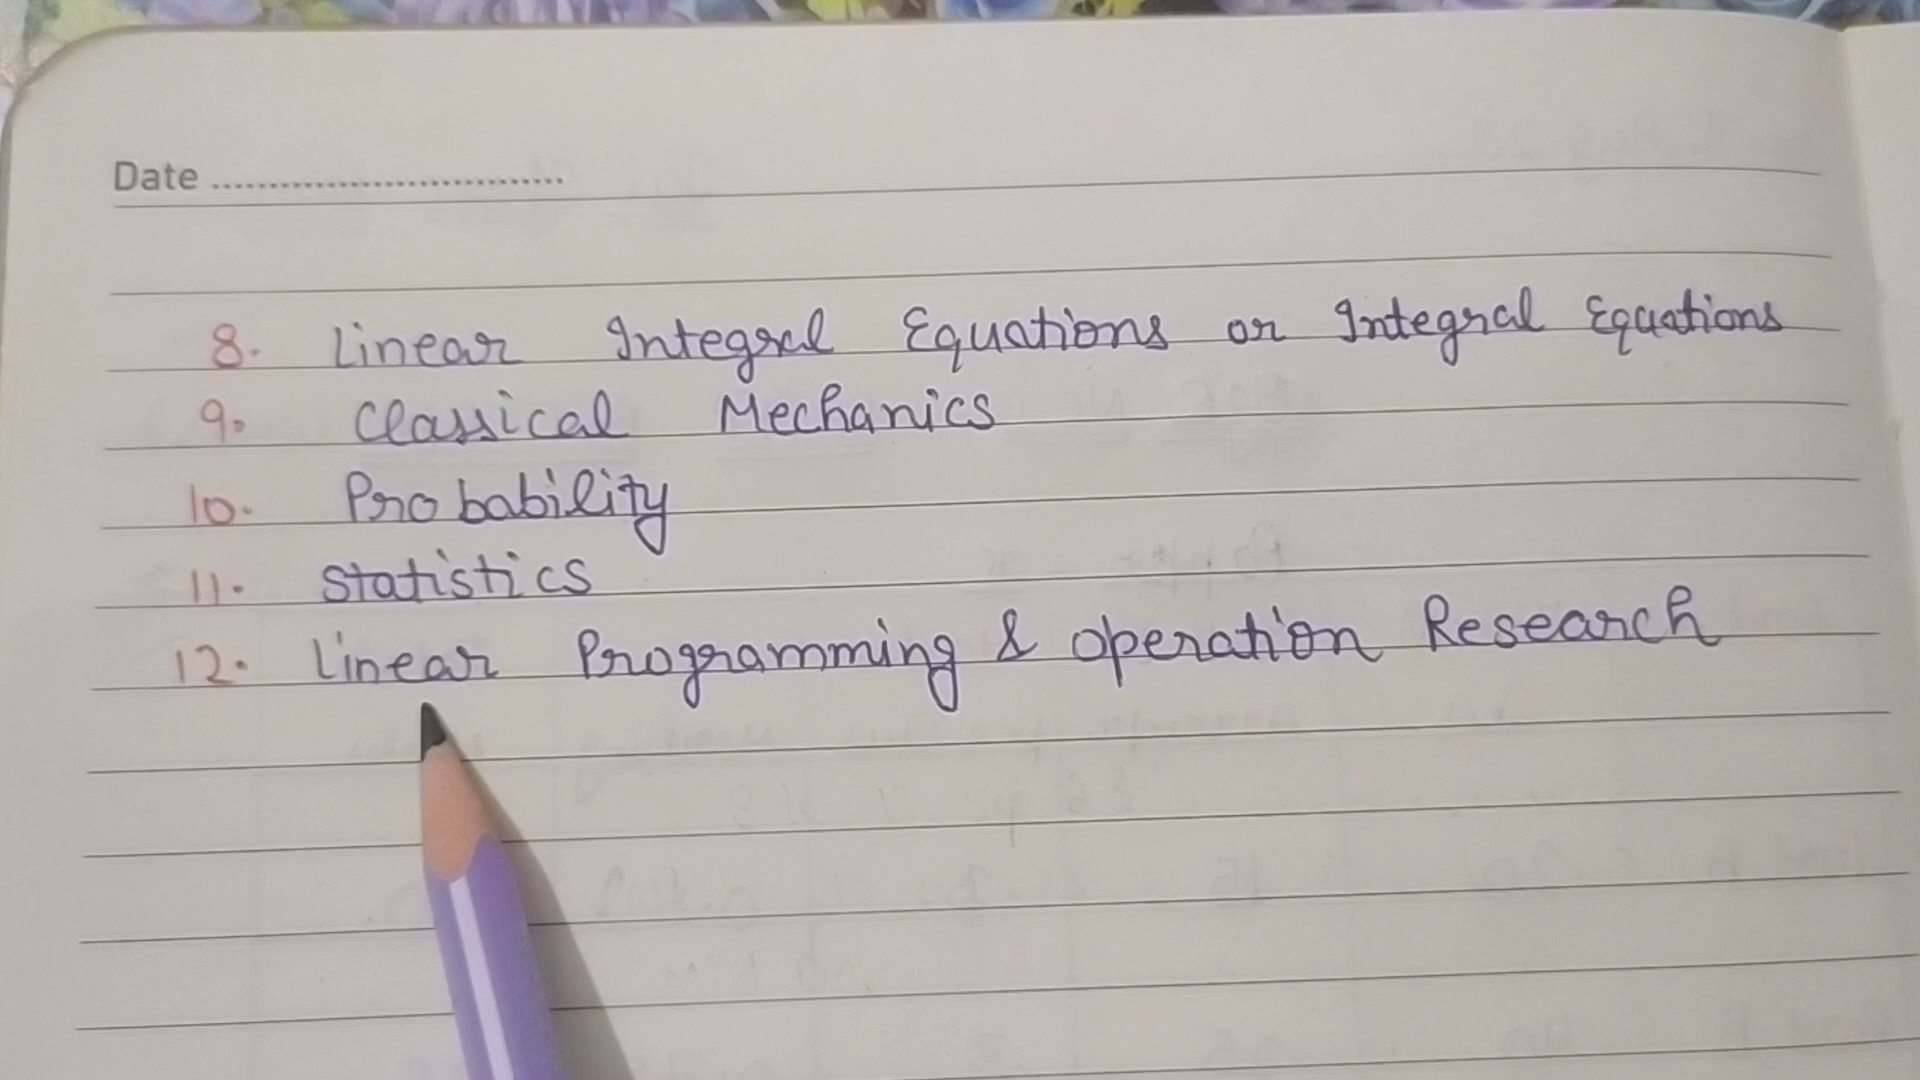 Date ..............................
8. Linear Integral Equations or Integral Equations
9. Classical Mechanics
10. Probability
11. Statistics
12. Linear Programming & Operation Research